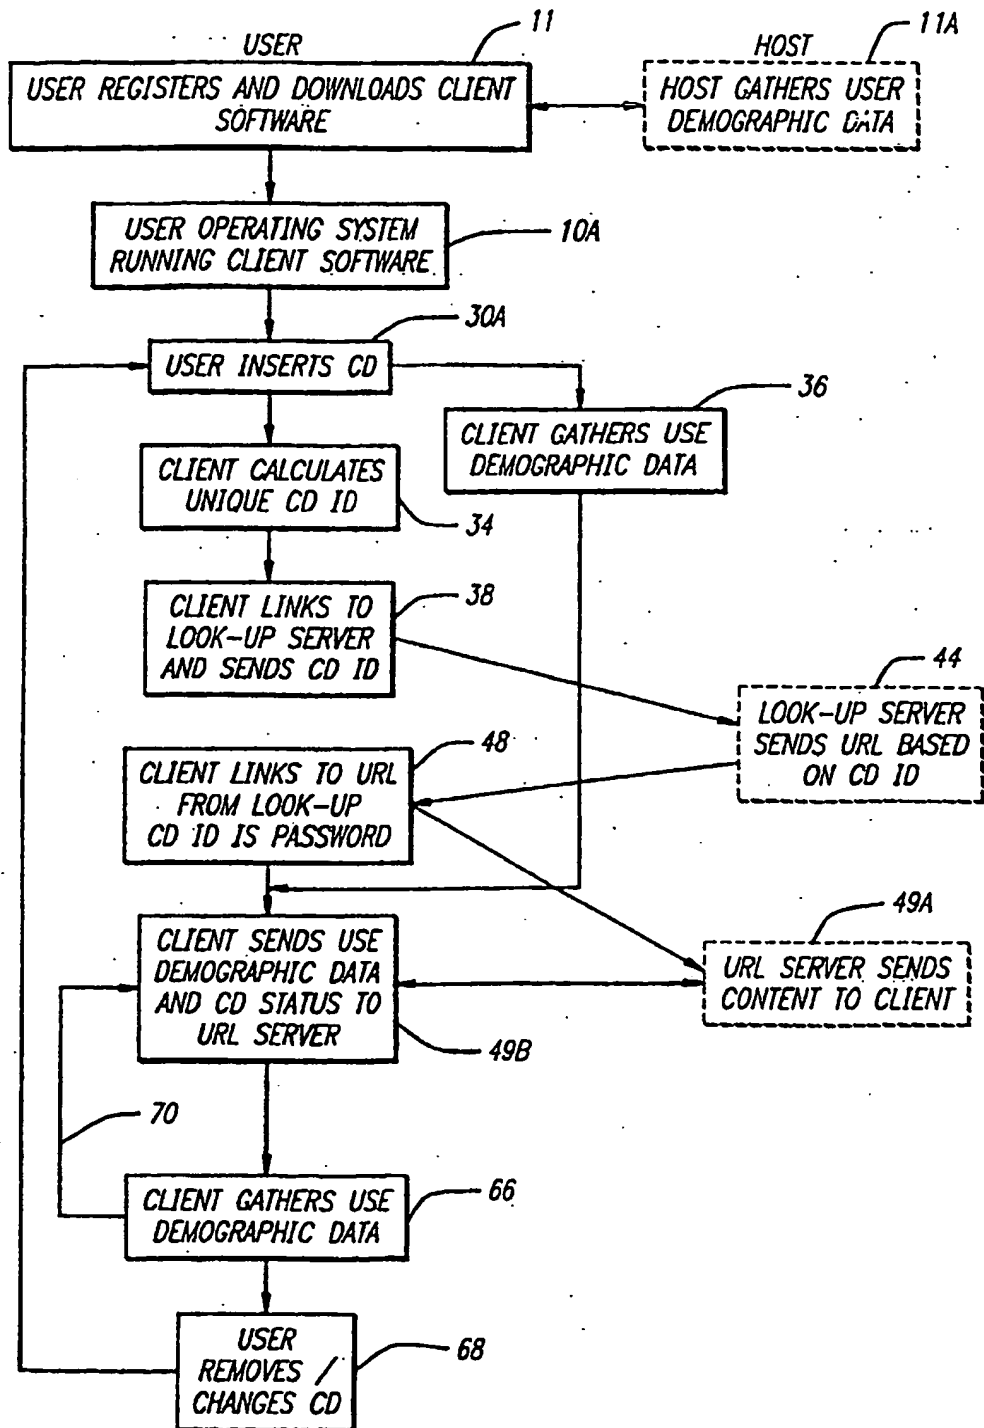 USER
11
HOST
11A
USER REGISTERS AND DOWNLOADS CLIENT
SOFTWARE
HOST GATHERS USER
DEMOGRAPHIC DATA
USER OPERATING SYSTEM
RUNNING CLIENT SOFTWARE
10A
30A
USER INSERTS CD
36
CLIENT GATHERS USE
DEMOGRAPHIC DATA
CLIENT CALCULATES
UNIQUE CD ID
34
CLIENT LINKS TO
LOOK-UP SERVER
AND SENDS CD ID
38
44
LOOK-UP SERVER
SENDS URL BASED
ON CD ID
48
CLIENT LINKS TO URL
FROM LOOK-UP
CD ID IS PASSWORD
49A
URL SERVER SENDS
CONTENT TO CLIENT
CLIENT SENDS USE
DEMOGRAPHIC DATA
AND CD STATUS TO
URL SERVER
49B
70
CLIENT GATHERS USE
DEMOGRAPHIC DATA
66
USER
REMOVES /
CHANGES CD
68